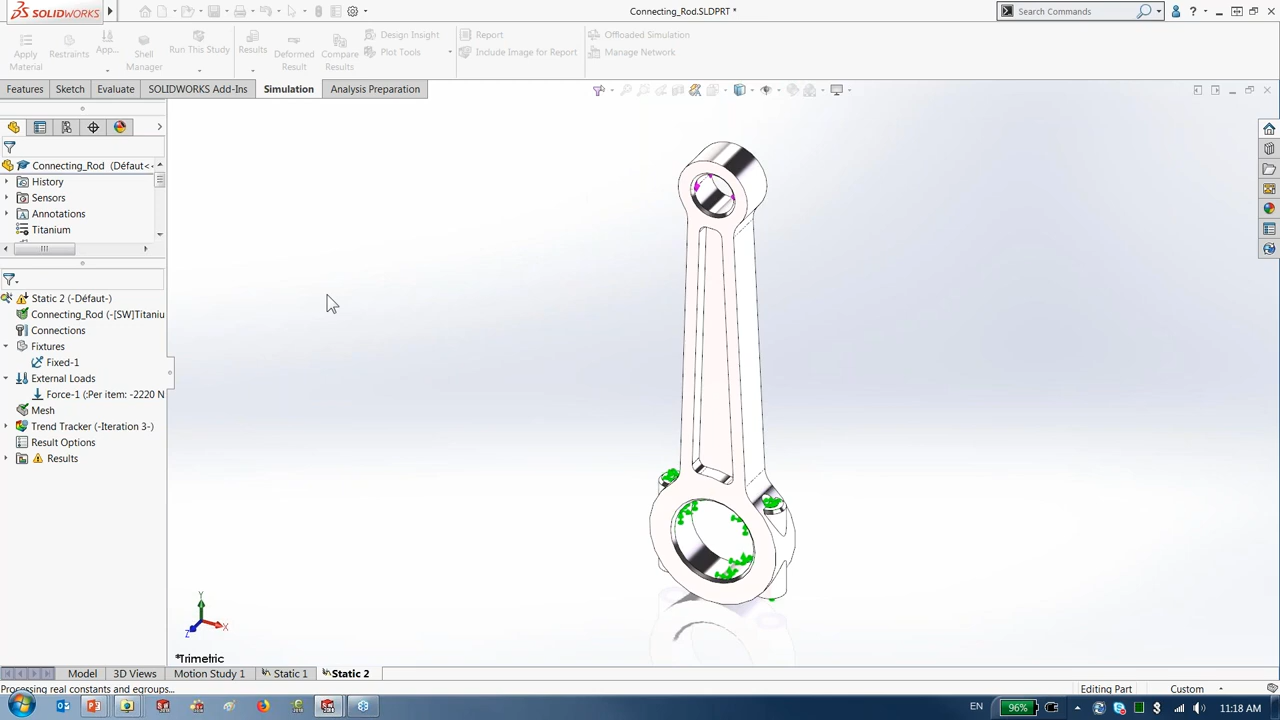 SOLIDWORKS
Connecting_Rod.SLDPRT *
Search Commands
Apply Material
Restraints
App...
Shell Manager
Run This Study
Results
Deformed Result
Compare Results
Design Insight
Plot Tools
Report
Include Image for Report
Offloaded Simulation
Manage Network
Features
Sketch
Evaluate
SOLIDWORKS Add-Ins
Simulation
Analysis Preparation
Connecting_Rod (Défaut<
History
Sensors
Annotations
Titanium
Static 2 (-Défaut-)
Connecting_Rod (-[SW]Titaniu
Connections
Fixtures
Fixed-1
External Loads
Force-1 (:Per item: -2220 N
Mesh
Trend Tracker (-Iteration 3-)
Result Options
Results
Y
X
Z
*Trimetric
Model
3D Views
Motion Study 1
Static 1
Static 2
Processing real constants and egroups...
Editing Part
Custom
EN
96%
11:18 AM